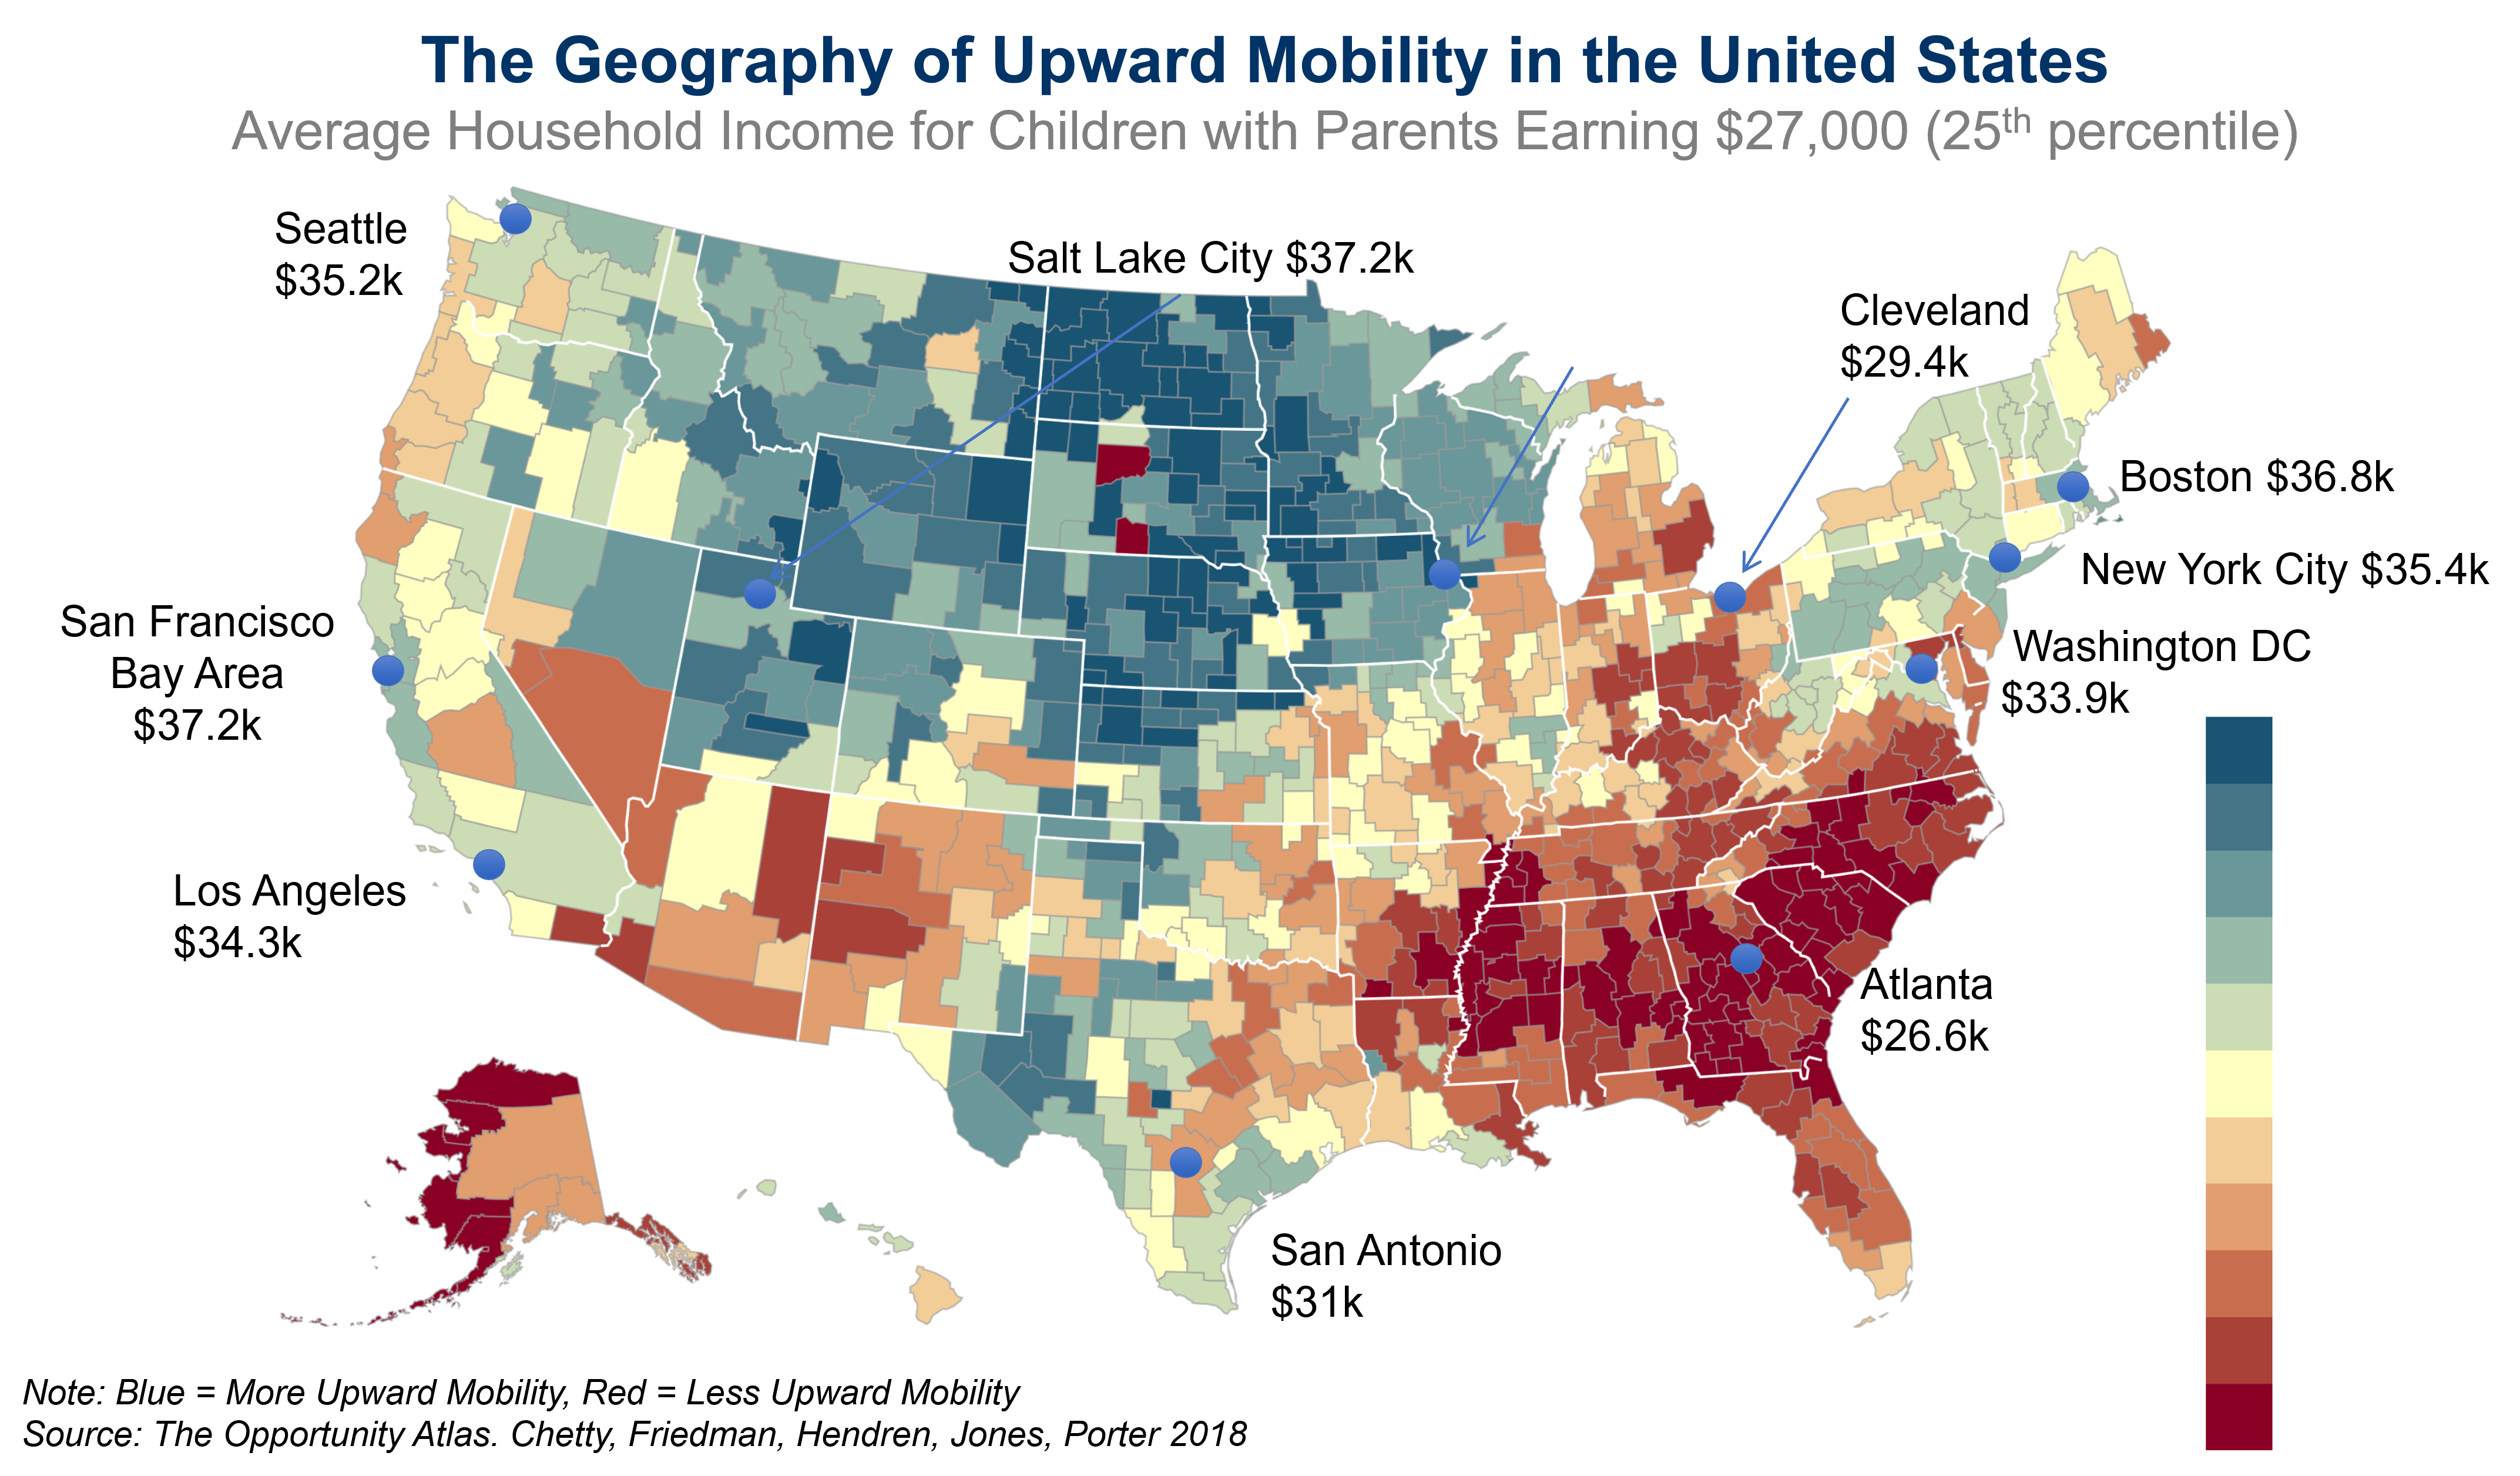 The Geography of Upward Mobility in the United States
Average Household Income for Children with Parents Earning $27,000 (25th percentile)
Seattle
$35.2k
Salt Lake City $37.2k
Cleveland
$29.4k
Boston $36.8k
New York City $35.4k
San Francisco
Bay Area
$37.2k
Washington DC
$33.9k
Los Angeles
$34.3k
Atlanta
$26.6k
San Antonio
$31k
Note: Blue = More Upward Mobility, Red = Less Upward Mobility
Source: The Opportunity Atlas. Chetty, Friedman, Hendren, Jones, Porter 2018